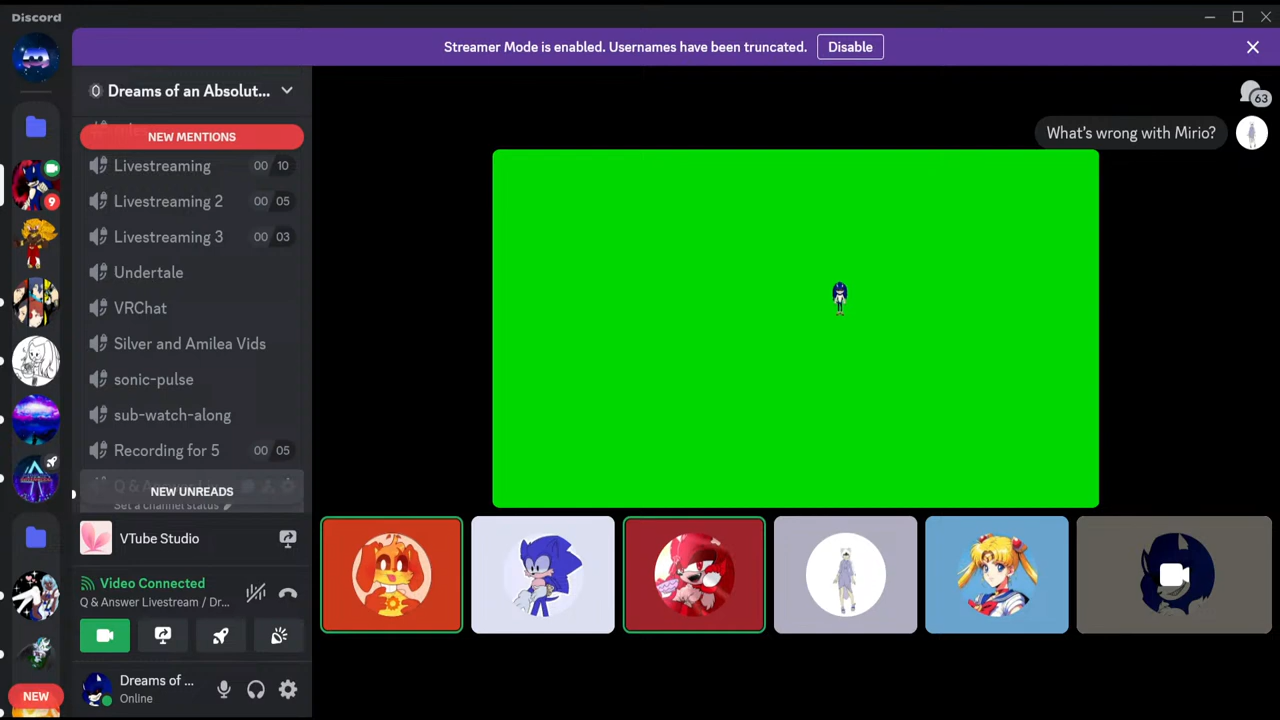 Discord
Streamer Mode is enabled. Usernames have been truncated. Disable
Dreams of an Absolut...
63
NEW MENTIONS
What's wrong with Mirio?
Livestreaming 00 10
9
Livestreaming 2 00 05
Livestreaming 3 00 03
Undertale
VRChat
Silver and Amilea Vids
sonic-pulse
sub-watch-along
Recording for 5 00 05
NEW UNREADS
Set a channel status
VTube Studio
Video Connected
Q & Answer Livestream / Dr...
Dreams of ...
Online
NEW